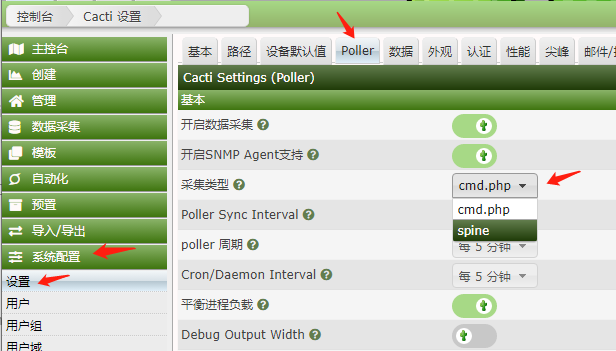 控制台 Cacti 设置
主控台
创建
管理
数据采集
模板
自动化
预置
导入/导出
系统配置
设置
用户
用户组
用户域
基本 路径 设备默认值 Poller 数据 外观 认证 性能 尖峰
Cacti Settings (Poller)
基本
开启数据采集
开启SNMP Agent支持
采集类型 cmd.php
cmd.php
spine
Poller Sync Interval
poller 周期 每 5 分钟
Cron/Daemon Interval 每 5 分钟
平衡进程负载
Debug Output Width